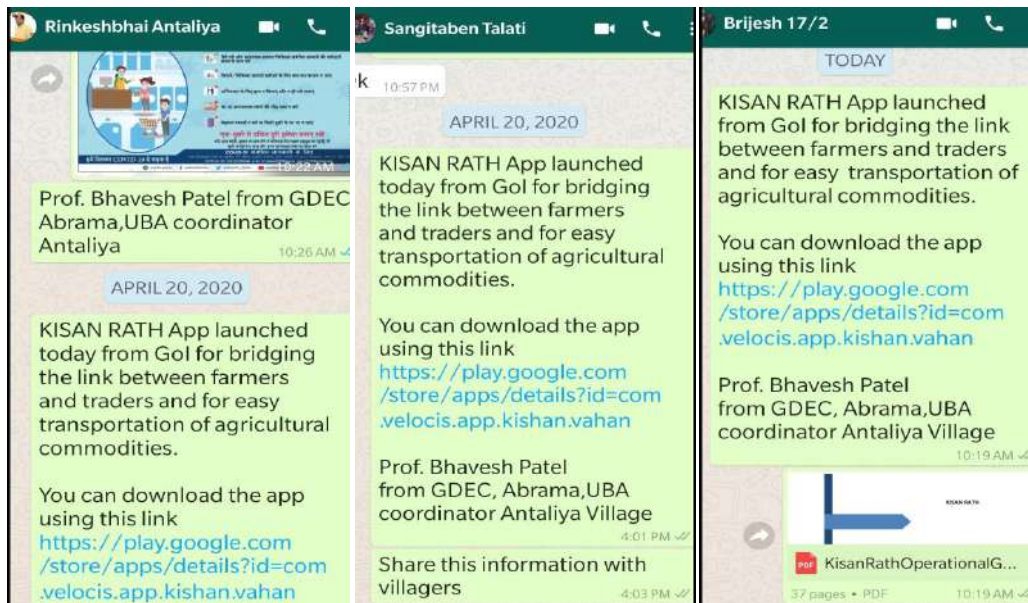 Rinkeshbhai Antaliya
10:22 AM
Prof. Bhavesh Patel from GDEC
Abrama,UBA coordinator
Antaliya
10:26 AM
APRIL 20, 2020
KISAN RATH App launched
today from GoI for bridging
the link between farmers
and traders and for easy
transportation of agricultural
commodities.
You can download the app
using this link
https://play.google.com
/store/apps/details?id=com
.velocis.app.kishan.vahan
Sangitaben Talati
k
10:57 PM
APRIL 20, 2020
KISAN RATH App launched
today from GoI for bridging
the link between farmers
and traders and for easy
transportation of agricultural
commodities.
You can download the app
using this link
https://play.google.com
/store/apps/details?id=com
.velocis.app.kishan.vahan
Prof. Bhavesh Patel
from GDEC, Abrama,UBA
coordinator Antaliya Village
4:01 PM
Share this information with
villagers
4:03 PM
Brijesh 17/2
TODAY
KISAN RATH App launched
from GoI for bridging the link
between farmers and traders
and for easy transportation of
agricultural commodities.
You can download the app
using this link
https://play.google.com
/store/apps/details?id=com
.velocis.app.kishan.vahan
Prof. Bhavesh Patel
from GDEC, Abrama,UBA
coordinator Antaliya Village
10:19 AM
KISAN RATH
PDF
KisanRathOperationalG...
37 pages • PDF
10:19 AM